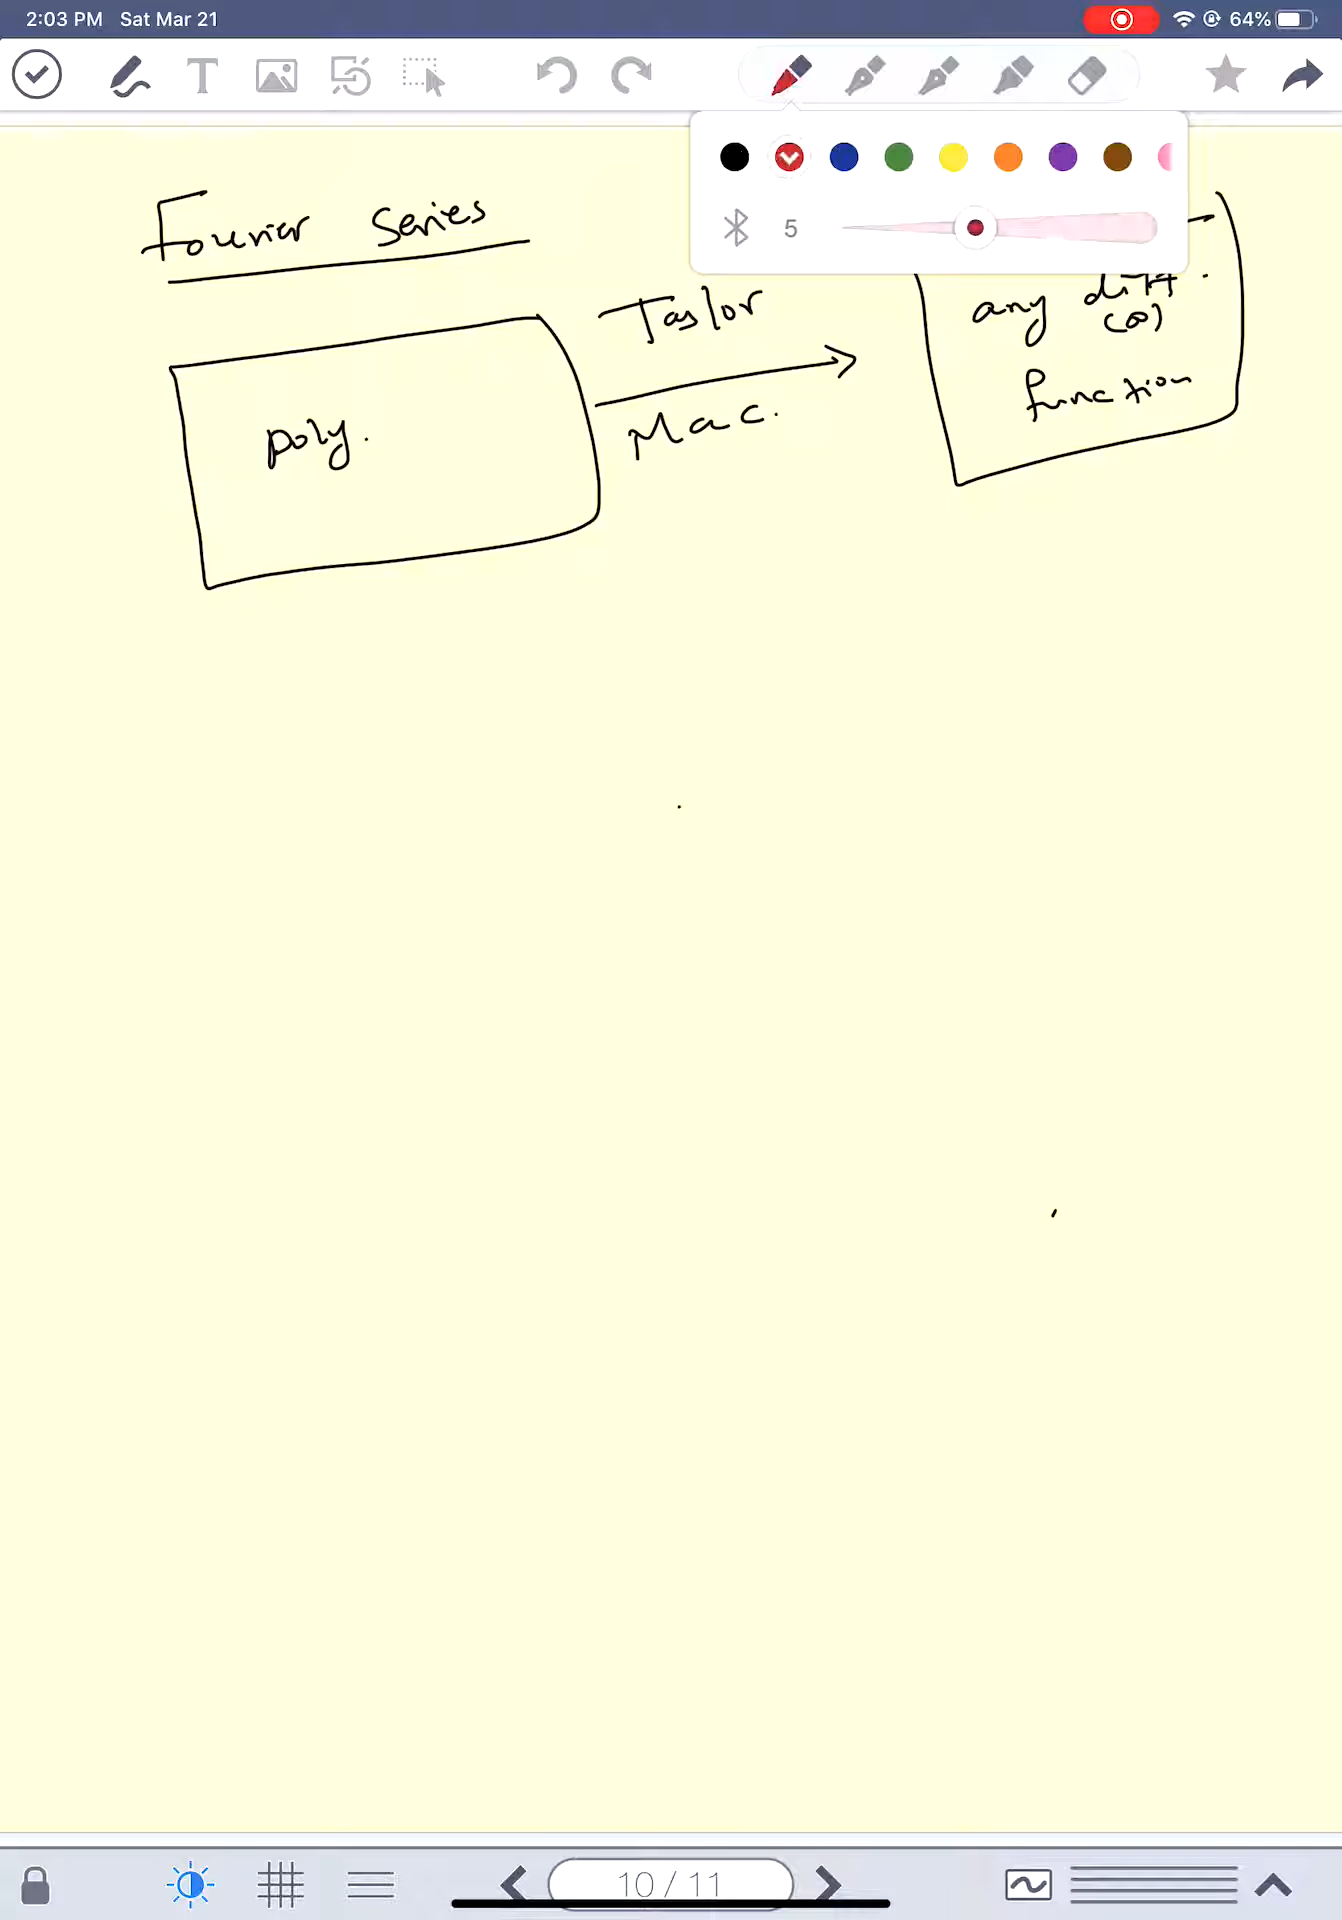 2:03 PM Sat Mar 21
64%
T
5
Fourier Series
Taylor
Mac.
poly.
any diff.
(∞)
function
10 / 11